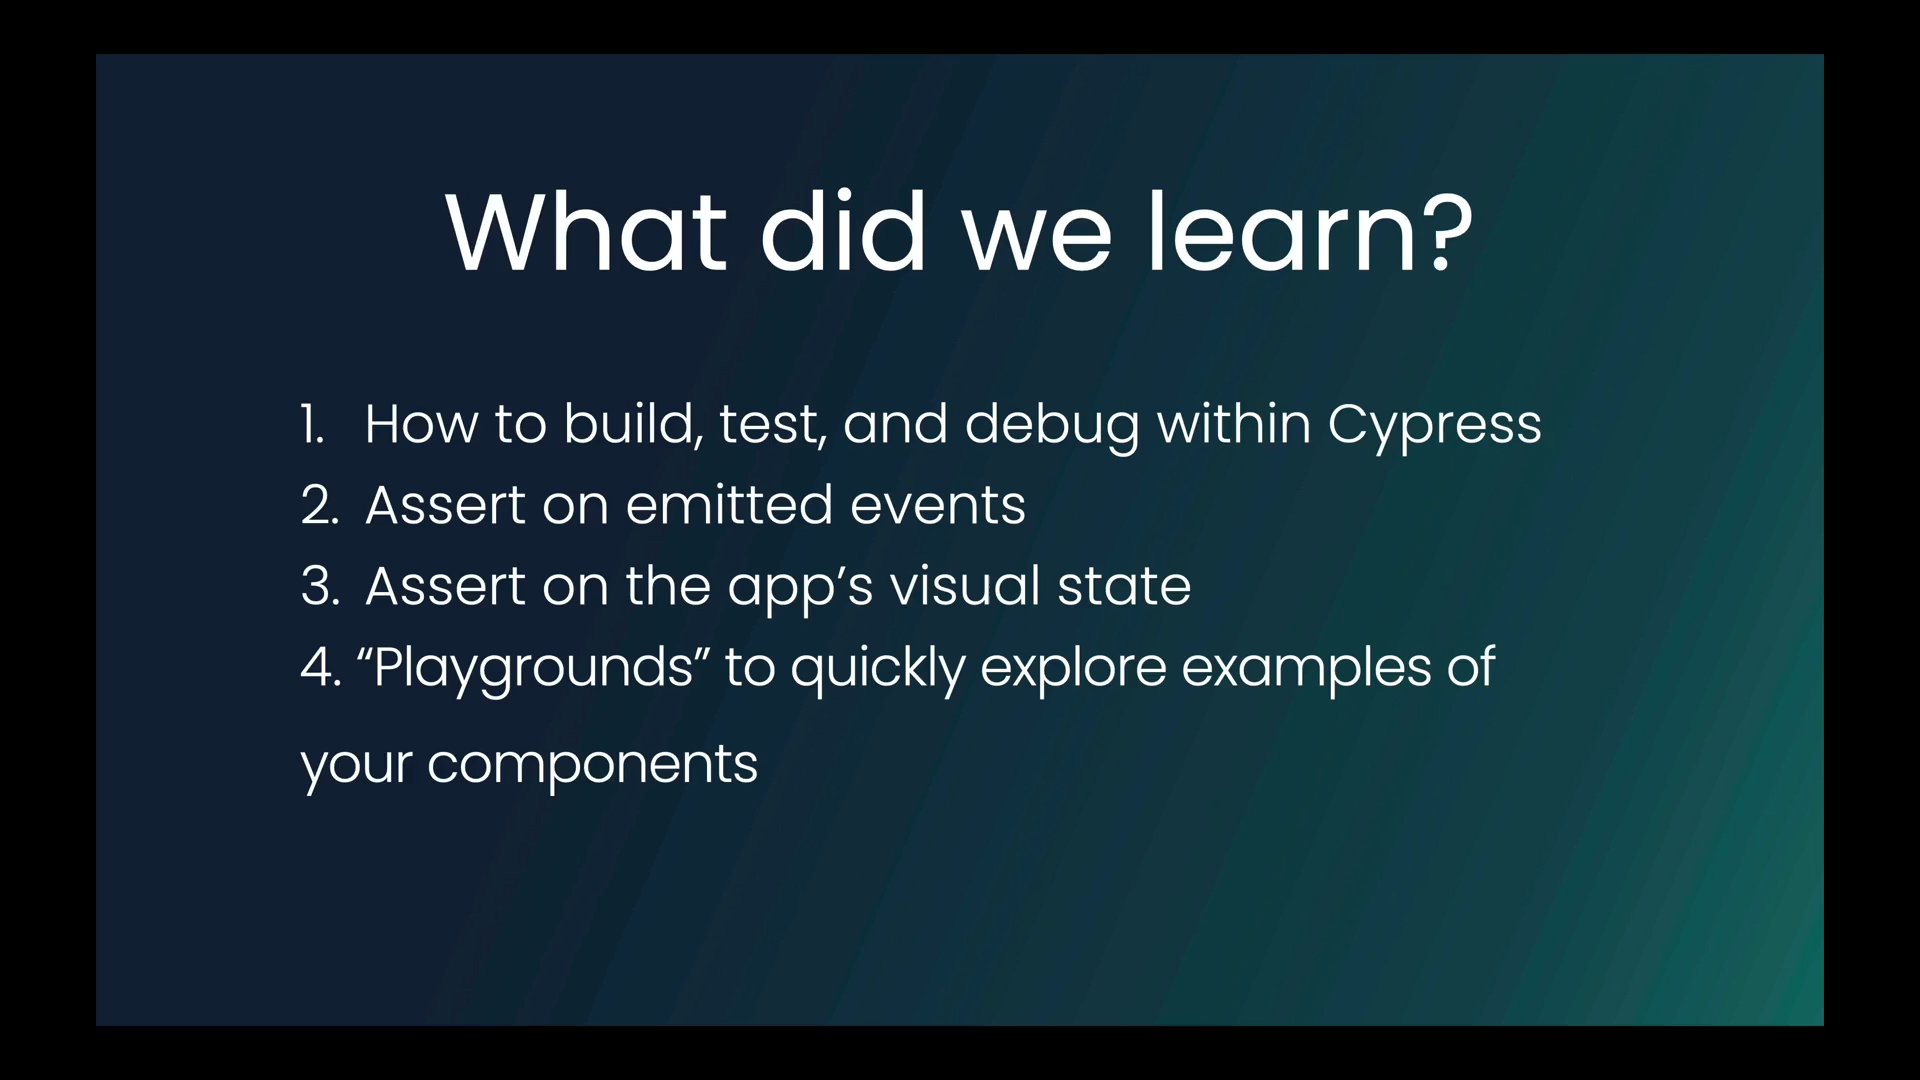 What did we learn?
1. How to build, test, and debug within Cypress
2. Assert on emitted events
3. Assert on the app’s visual state
4. “Playgrounds” to quickly explore examples of
your components